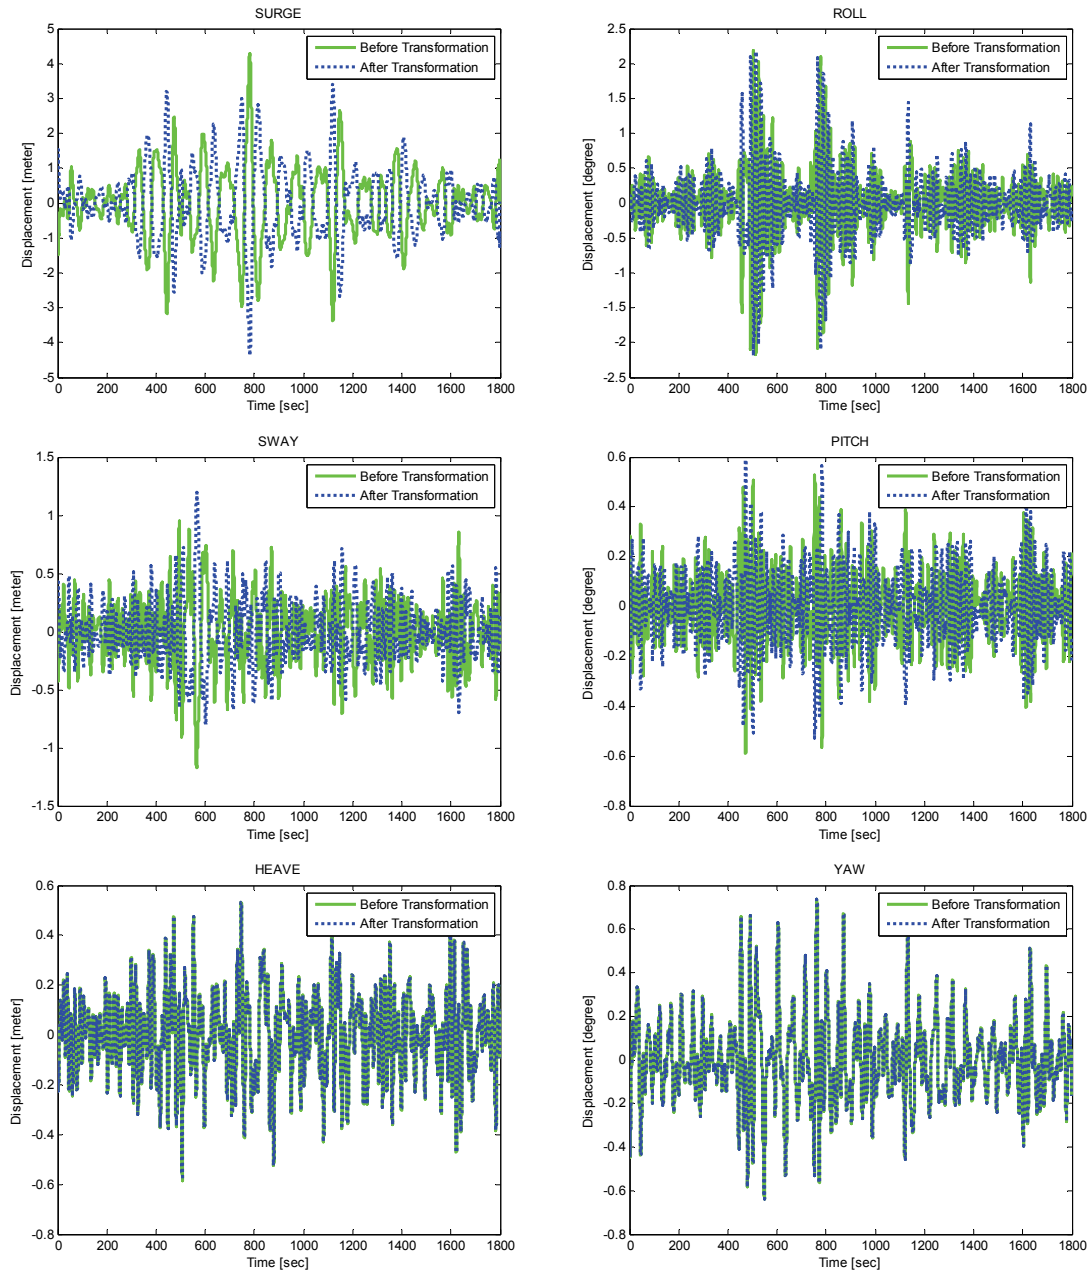 SURGE
Before Transformation
After Transformation
Displacement [meter]
5
4
3
2
1
0
-1
-2
-3
-4
-5
0 200 400 600 800 1000 1200 1400 1600 1800
Time [sec]
ROLL
Before Transformation
After Transformation
Displacement [degree]
2.5
2
1.5
1
0.5
0
-0.5
-1
-1.5
-2
-2.5
0 200 400 600 800 1000 1200 1400 1600 1800
Time [sec]
SWAY
Before Transformation
After Transformation
Displacement [meter]
1.5
1
0.5
0
-0.5
-1
-1.5
0 200 400 600 800 1000 1200 1400 1600 1800
Time [sec]
PITCH
Before Transformation
After Transformation
Displacement [degree]
0.6
0.4
0.2
0
-0.2
-0.4
-0.6
-0.8
0 200 400 600 800 1000 1200 1400 1600 1800
Time [sec]
HEAVE
Before Transformation
After Transformation
Displacement [meter]
0.6
0.4
0.2
0
-0.2
-0.4
-0.6
-0.8
0 200 400 600 800 1000 1200 1400 1600 1800
Time [sec]
YAW
Before Transformation
After Transformation
Displacement [degree]
0.8
0.6
0.4
0.2
0
-0.2
-0.4
-0.6
-0.8
0 200 400 600 800 1000 1200 1400 1600 1800
Time [sec]